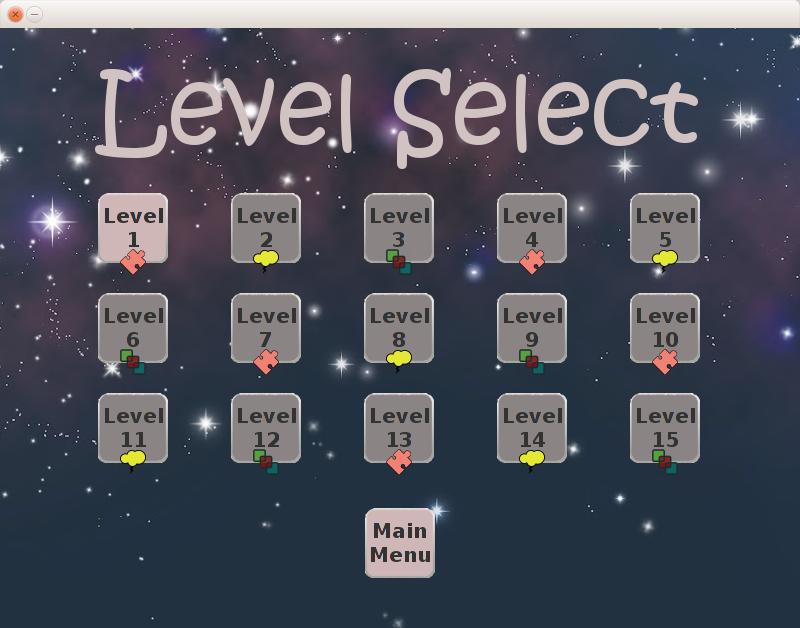 Level Select
Level
1
Level
2
Level
3
Level
4
Level
5
Level
6
Level
7
Level
8
Level
9
Level
10
Level
11
Level
12
Level
13
Level
14
Level
15
Main
Menu